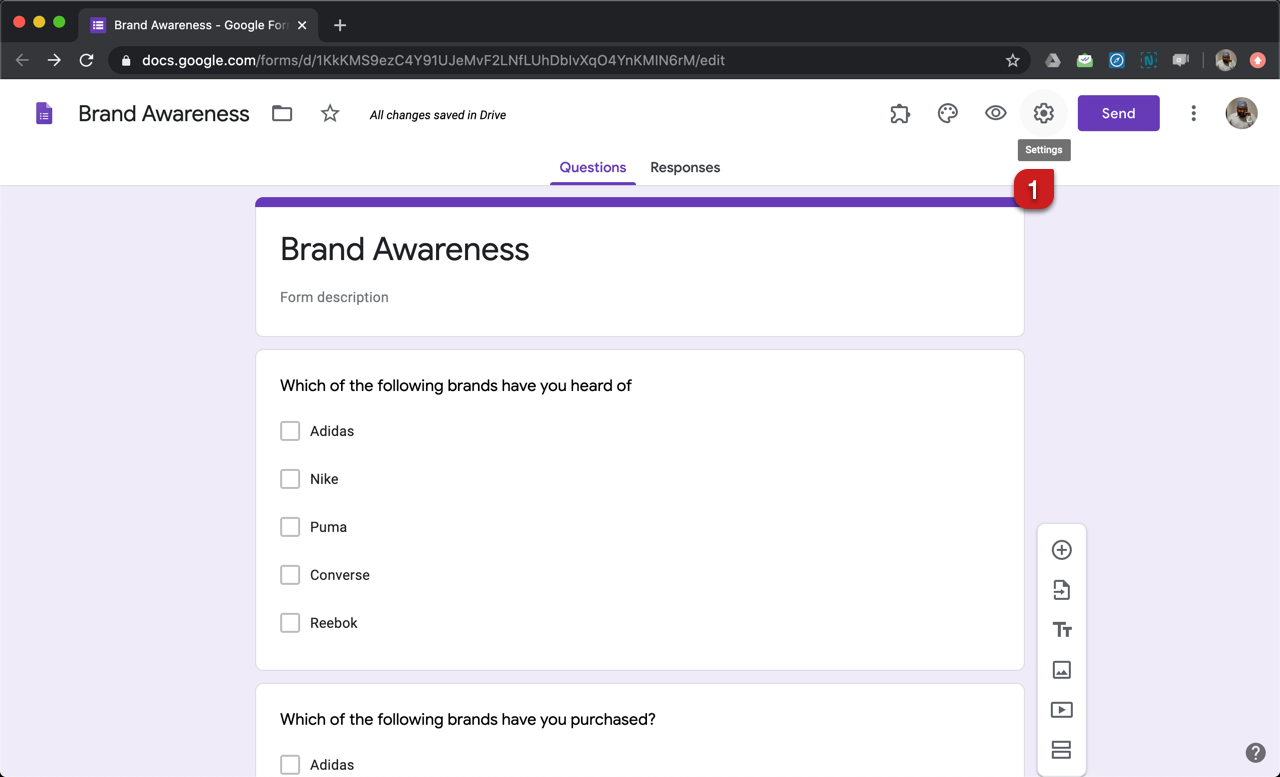 Brand Awareness - Google For
docs.google.com/forms/d/1KkKMS9ezC4Y91UJeMvF2LNfLUhDbIvXqO4YnKMIN6rM/edit
Brand Awareness
All changes saved in Drive
Send
Settings
Questions Responses
1
Brand Awareness
Form description
Which of the following brands have you heard of
Adidas
Nike
Puma
Converse
Reebok
Which of the following brands have you purchased?
Adidas